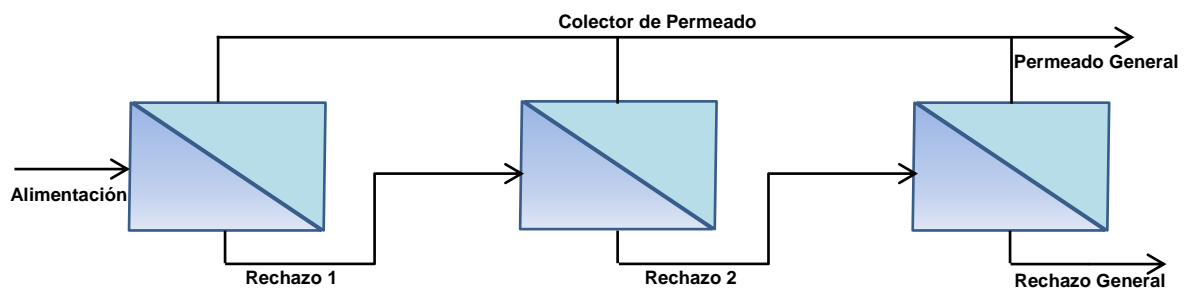 Colector de Permeado
Permeado General
Alimentación
Rechazo 1
Rechazo 2
Rechazo General